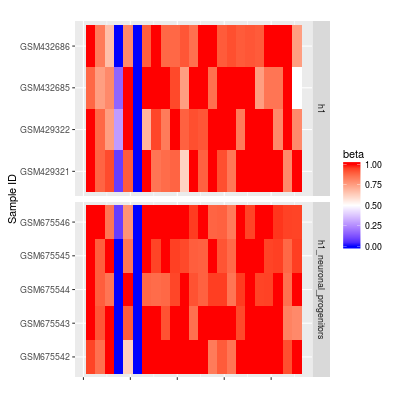 GSM432686
GSM432685
GSM429322
GSM429321
h1
GSM675546
GSM675545
GSM675544
GSM675543
GSM675542
h1_neuronal_progenitors
Sample ID
beta
1.00
0.75
0.50
0.25
0.00